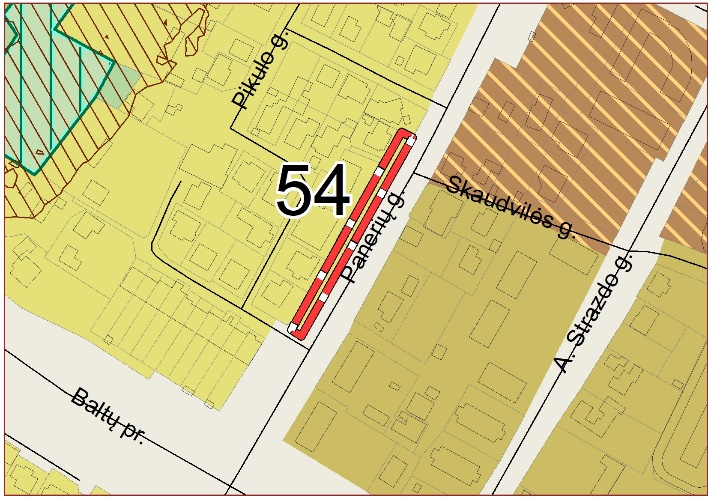 Pikulo g.
54
Panerių g.
Skaudvilės g.
A. Strazdo g.
Baltų pr.